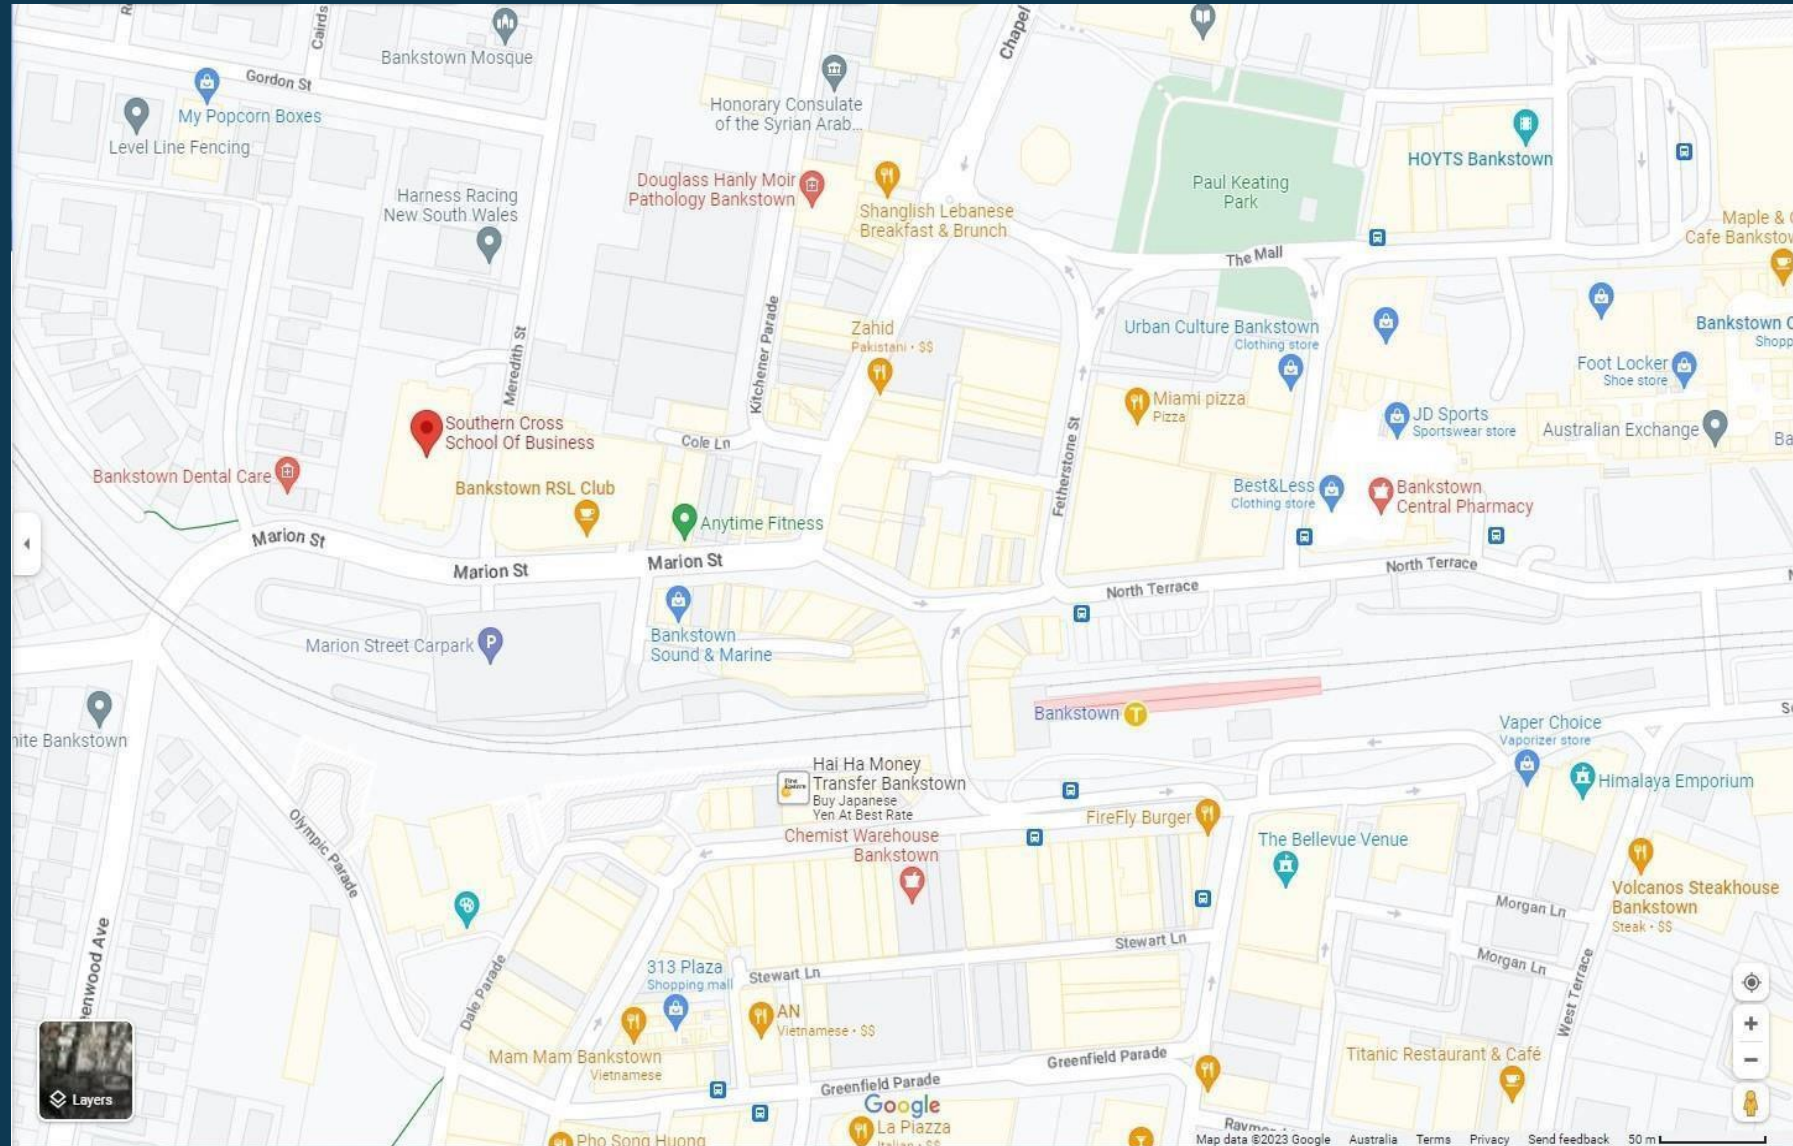 Chapel
Cairds
Bankstown Mosque
Gordon St
My Popcorn Boxes
Level Line Fencing
Honorary Consulate
of the Syrian Arab...
HOYTS Bankstown
Harness Racing
New South Wales
Douglass Hanly Moir
Pathology Bankstown
Shanglish Lebanese
Breakfast & Brunch
Paul Keating
Park
Maple &
Cafe Bankstow
The Mall
Meredith St
Kitchener Parade
Zahid
Pakistani • $$
Urban Culture Bankstown
Clothing store
Bankstown C
Shopp
Foot Locker
Shoe store
Miami pizza
Pizza
JD Sports
Sportswear store
Australian Exchange
Ba
Southern Cross
School Of Business
Cole Ln
Fetherstone St
Bankstown Dental Care
Bankstown RSL Club
Best&Less
Clothing store
Bankstown
Central Pharmacy
Anytime Fitness
Marion St
Marion St
Marion St
North Terrace
North Terrace
Marion Street Carpark
P
Bankstown
Sound & Marine
Bankstown
T
nite Bankstown
Vaper Choice
Vaporizer store
Himalaya Emporium
Hai Ha Money
Transfer Bankstown
Buy Japanese
Yen At Best Rate
FireFly Burger
Chemist Warehouse
Bankstown
The Bellevue Venue
Olympic Parade
Volcanos Steakhouse
Bankstown
Steak • $$
Morgan Ln
Morgan Ln
Stewart Ln
Stewart Ln
enwood Ave
Dale Parade
West Terrace
313 Plaza
Shopping mall
AN
Vietnamese • $$
Mam Mam Bankstown
Vietnamese
Titanic Restaurant & Café
Greenfield Parade
Greenfield Parade
Layers
Google
La Piazza
Pho Song Huong
Map data ©2023 Google Australia Terms Privacy Send feedback 50 m